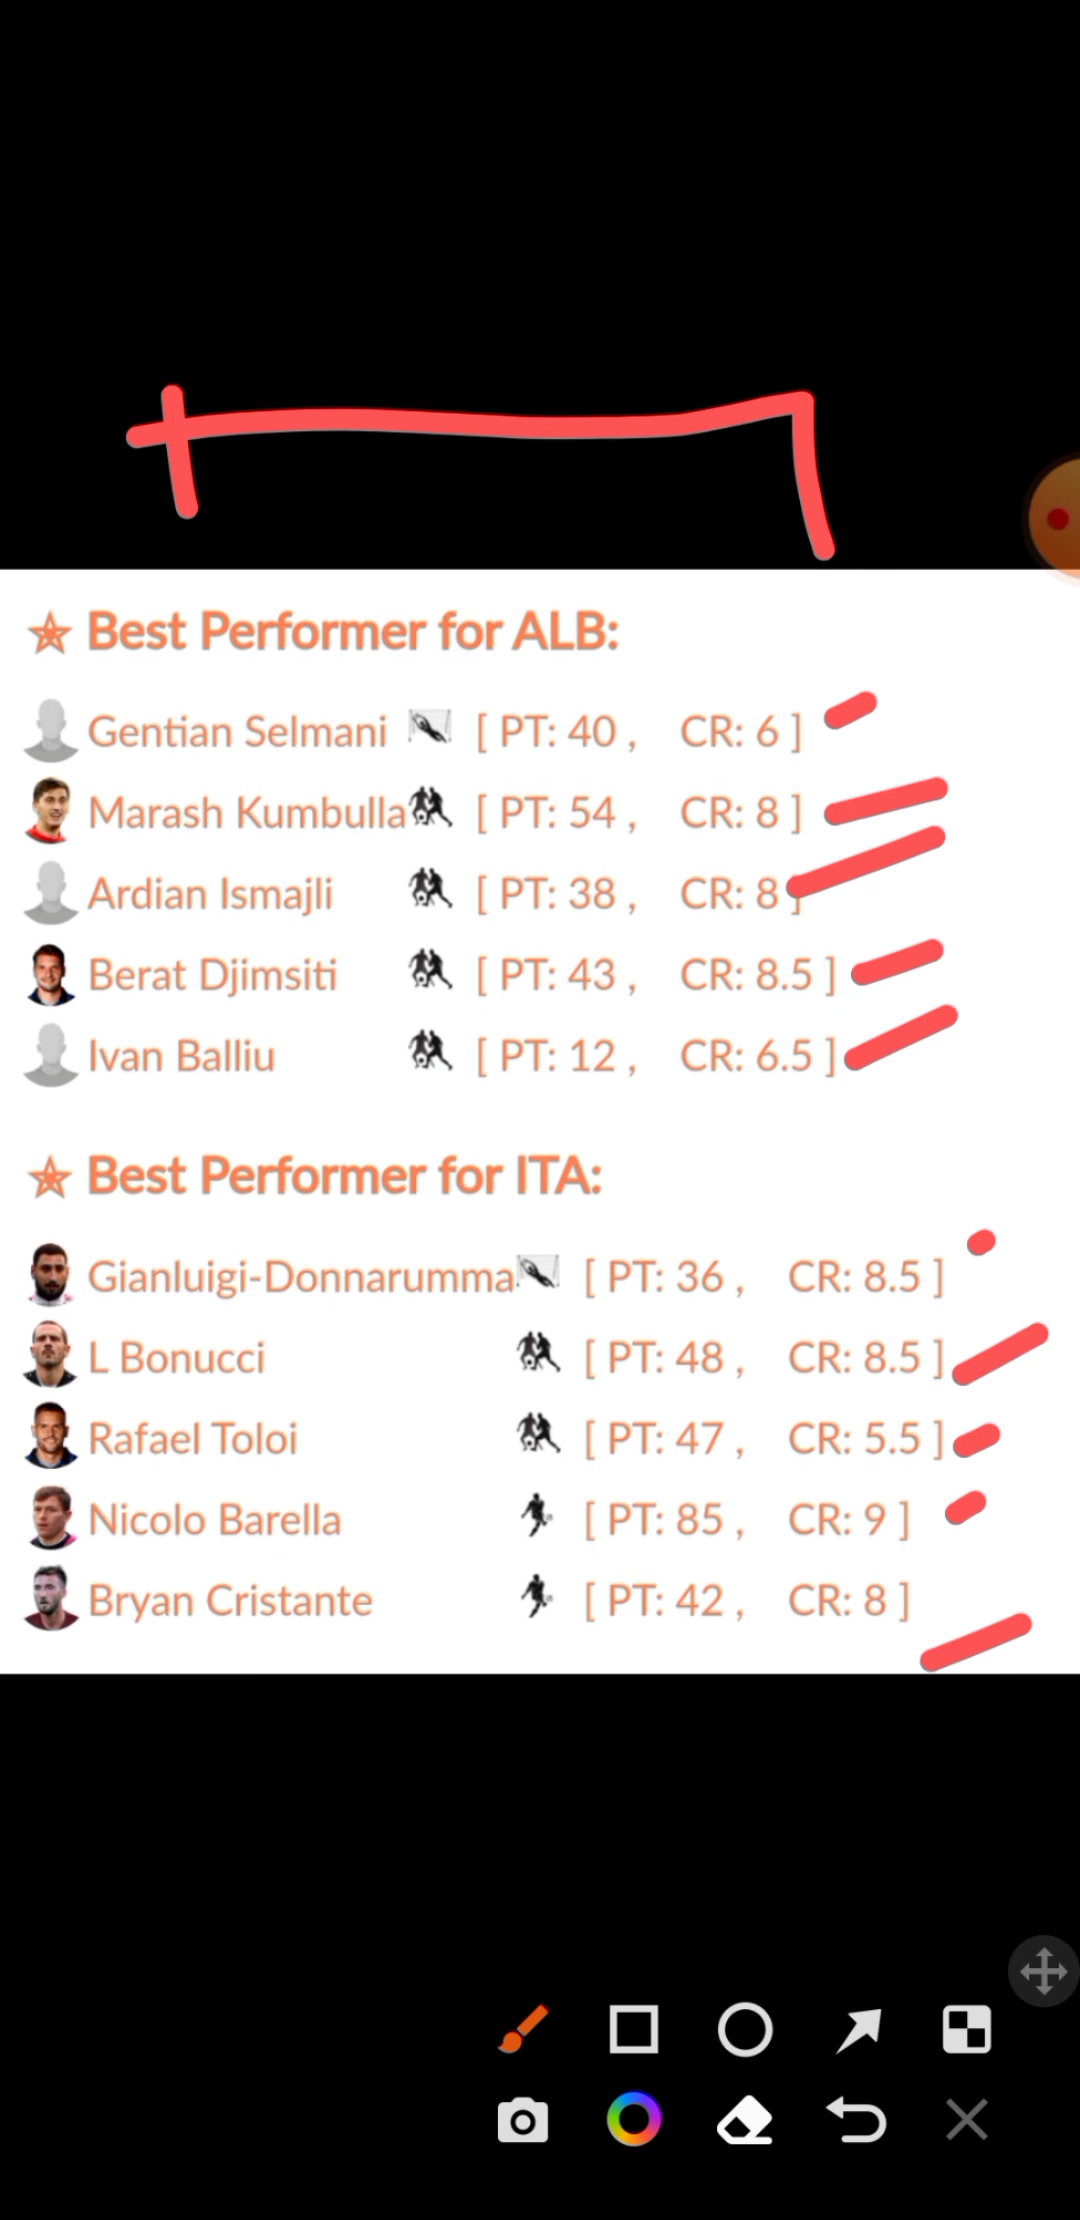 Best Performer for ALB:
Gentian Selmani [ PT: 40 , CR: 6 ]
Marash Kumbulla [ PT: 54 , CR: 8 ]
Ardian Ismajli [ PT: 38 , CR: 8 ]
Berat Djimsiti [ PT: 43 , CR: 8.5 ]
Ivan Balliu [ PT: 12 , CR: 6.5 ]
Best Performer for ITA:
Gianluigi-Donnarumma [ PT: 36 , CR: 8.5 ]
L Bonucci [ PT: 48 , CR: 8.5 ]
Rafael Toloi [ PT: 47 , CR: 5.5 ]
Nicolo Barella [ PT: 85 , CR: 9 ]
Bryan Cristante [ PT: 42 , CR: 8 ]